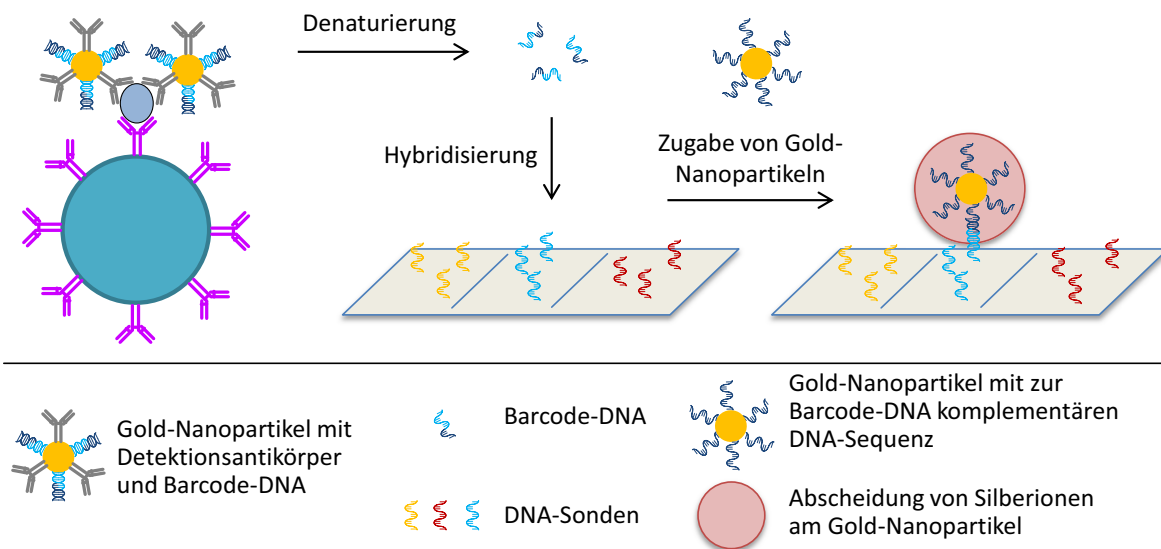 Denaturierung
Hybridisierung
Zugabe von Gold-
Nanopartikeln
Gold-Nanopartikel mit
Detektionsantikörper
und Barcode-DNA
Barcode-DNA
DNA-Sonden
Gold-Nanopartikel mit zur
Barcode-DNA komplementären
DNA-Sequenz
Abscheidung von Silberionen
am Gold-Nanopartikel